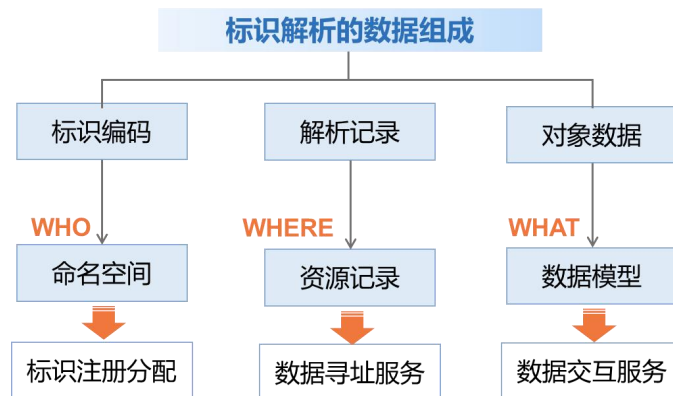 标识解析的数据组成
标识编码
解析记录
对象数据
WHO
WHERE
WHAT
命名空间
资源记录
数据模型
标识注册分配
数据寻址服务
数据交互服务